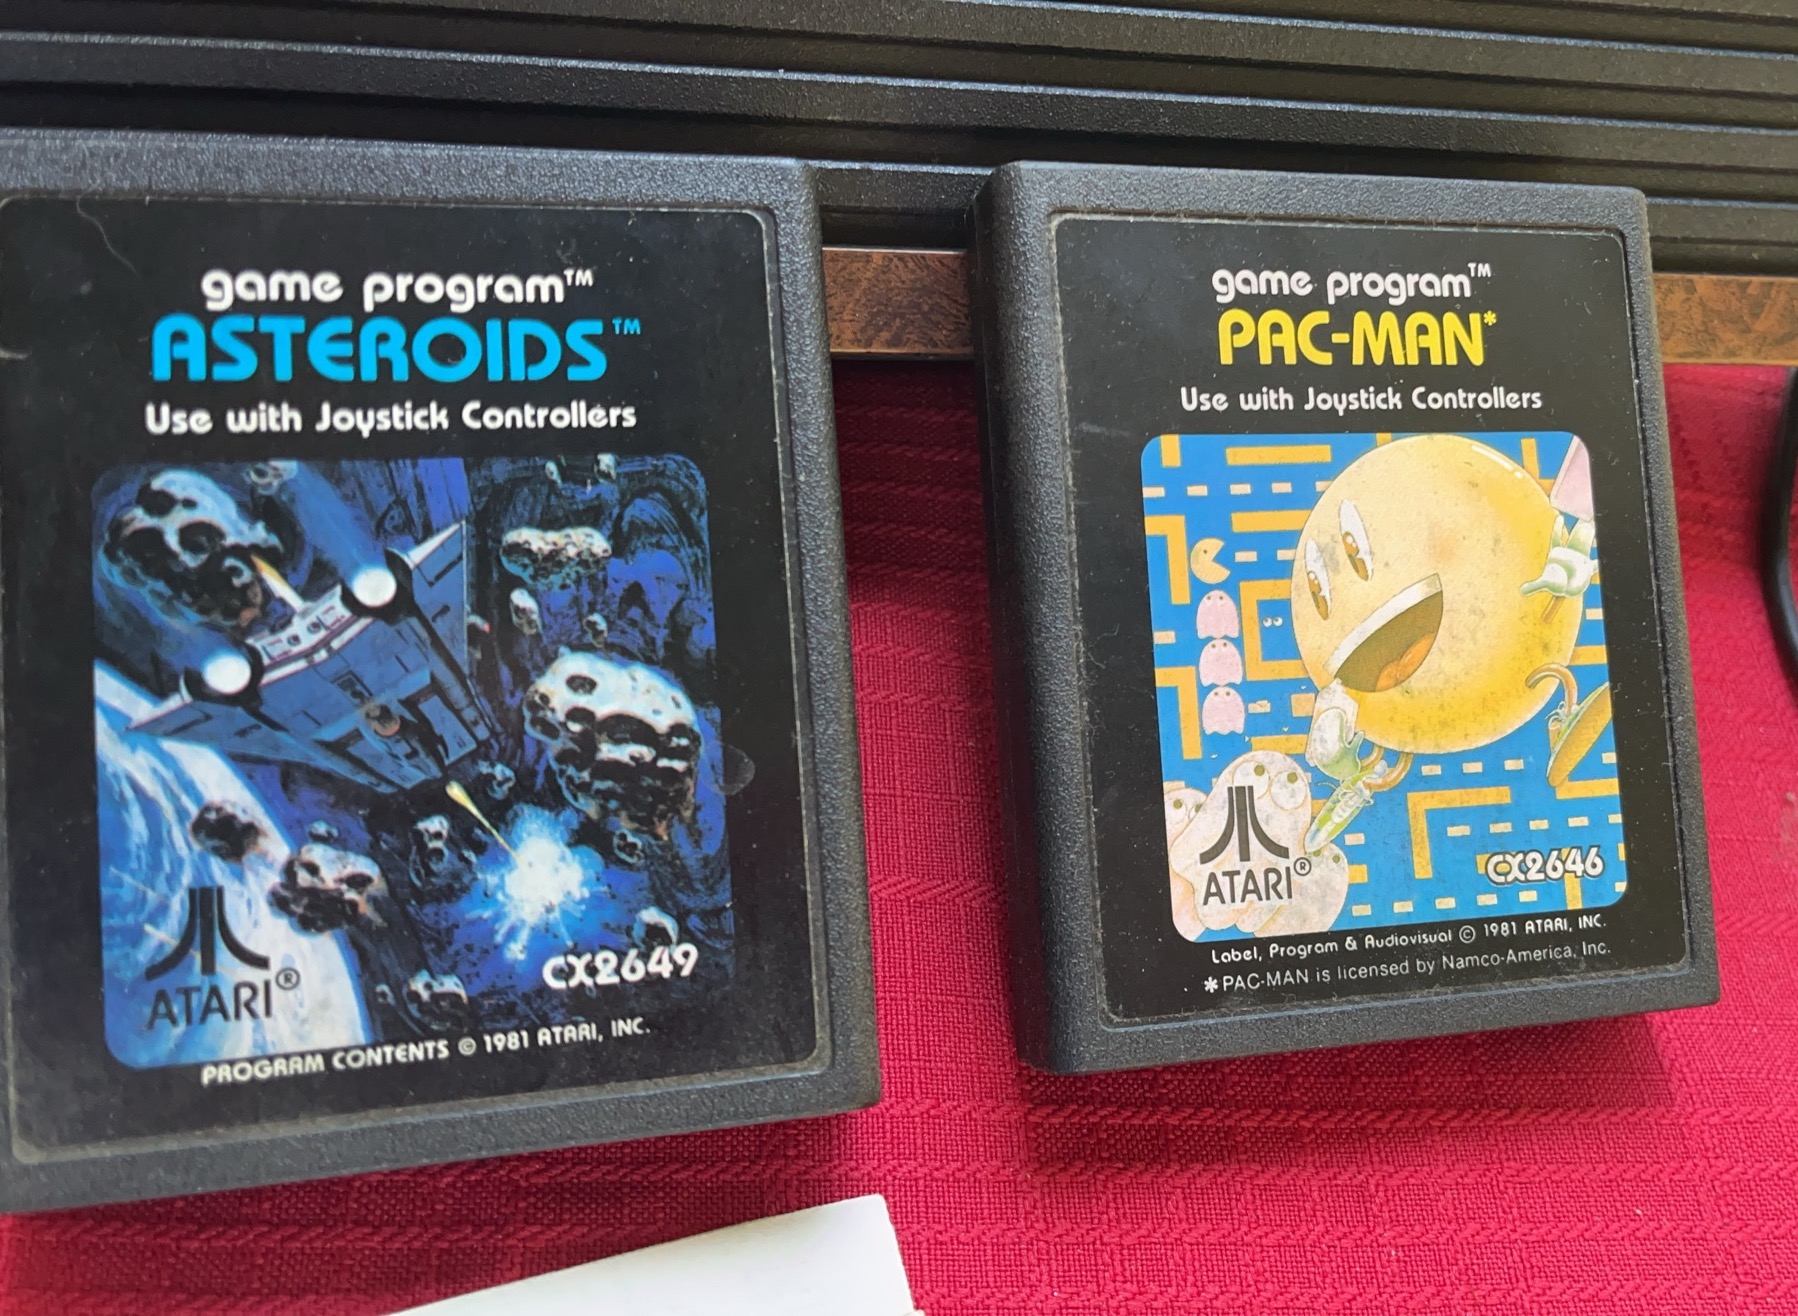 game program™
ASTEROIDS™
Use with Joystick Controllers
ATARI®
CX2649
PROGRAM CONTENTS © 1981 ATARI, INC.
game program™
PAC-MAN*
Use with Joystick Controllers
ATARI®
CX2646
Label, Program & Audiovisual © 1981 ATARI, INC.
*PAC-MAN is licensed by Namco-America, Inc.